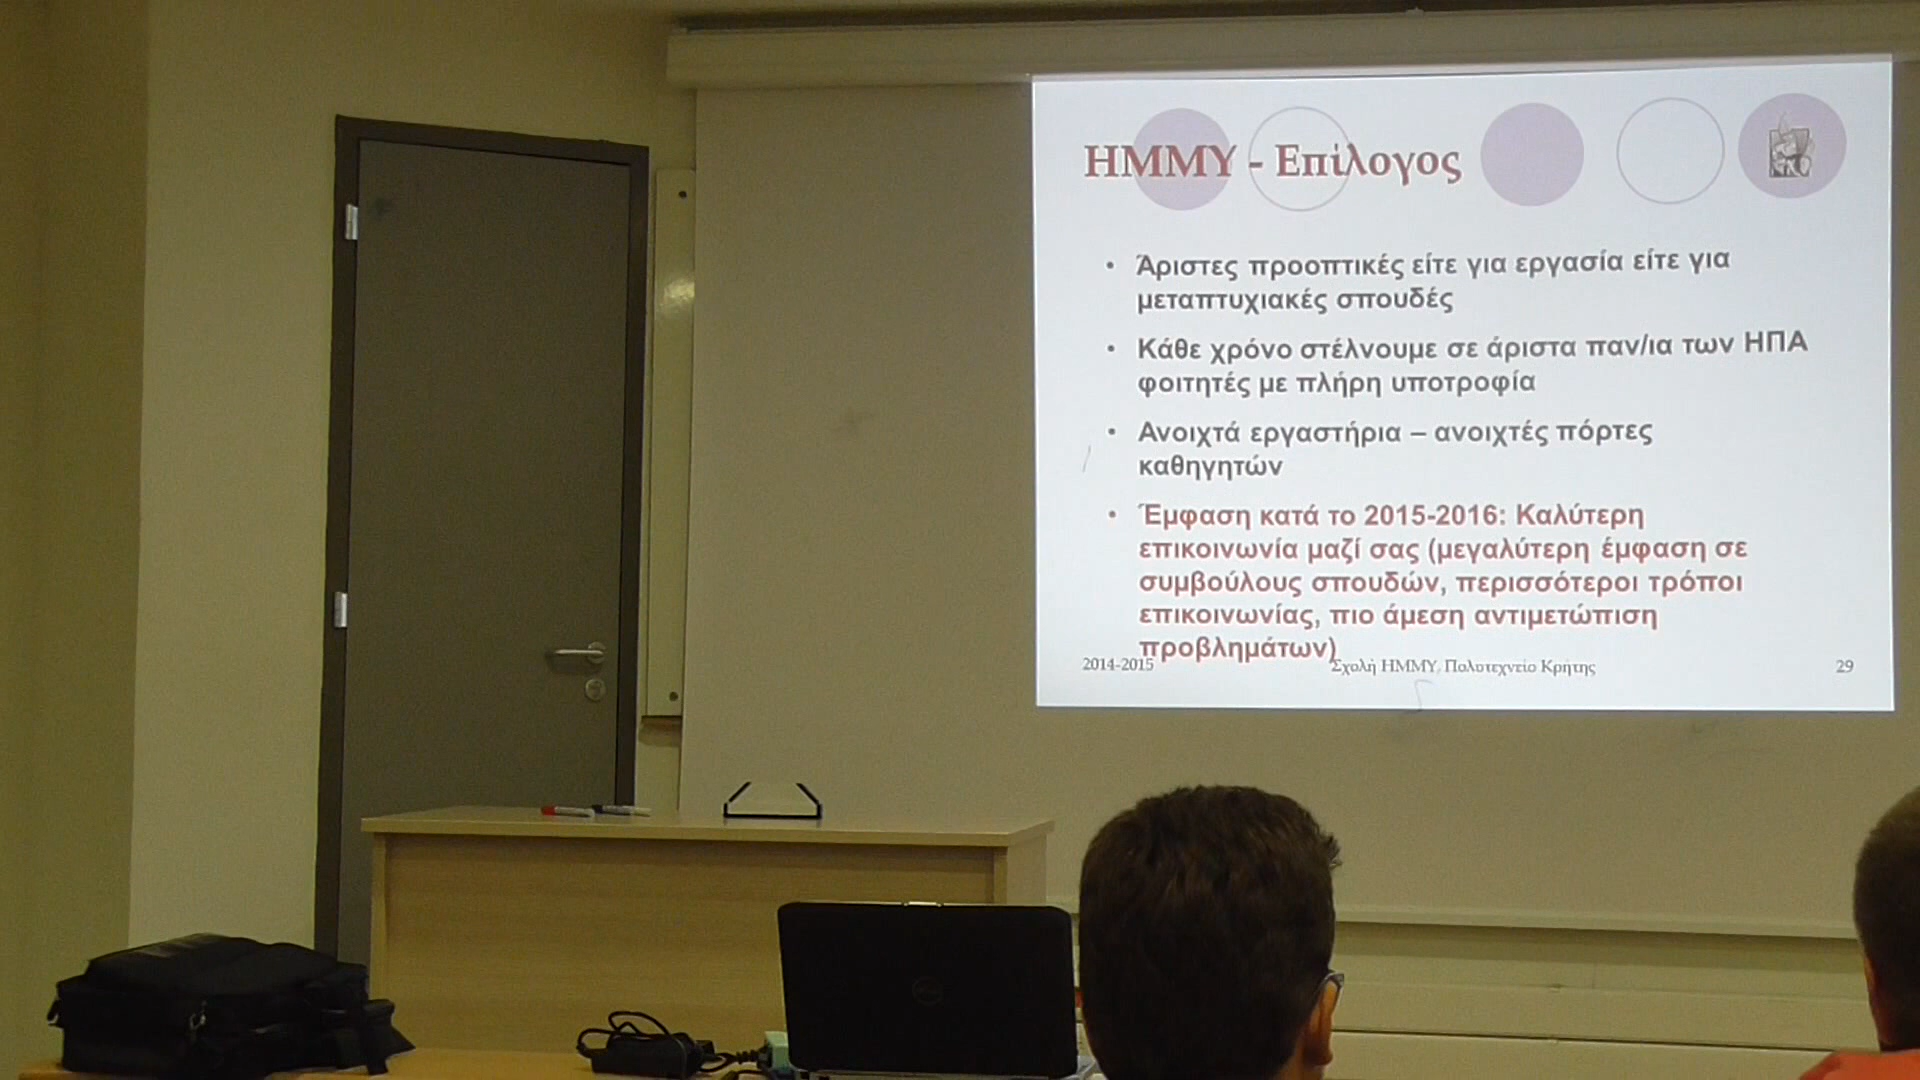 ΗΜΜΥ - Επίλογος
• Άριστες προοπτικές είτε για εργασία είτε για
μεταπτυχιακές σπουδές
• Κάθε χρόνο στέλνουμε σε άριστα παν/ια των ΗΠΑ
φοιτητές με πλήρη υποτροφία
• Ανοιχτά εργαστήρια – ανοιχτές πόρτες
καθηγητών
• Έμφαση κατά το 2015-2016: Καλύτερη
επικοινωνία μαζί σας (μεγαλύτερη έμφαση σε
συμβούλους σπουδών, περισσότεροι τρόποι
επικοινωνίας, πιο άμεση αντιμετώπιση
προβλημάτων)
2014-2015 Σχολή ΗΜΜΥ, Πολυτεχνείο Κρήτης 29